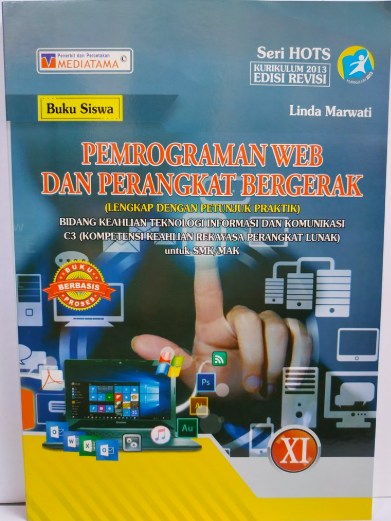 Penerbit dan Percetakan
MEDIATAMA
Seri HOTS
KURIKULUM 2013
EDISI REVISI
Buku Siswa
Linda Marwati
PEMROGRAMAN WEB
DAN PERANGKAT BERGERAK
(LENGKAP DENGAN PETUNJUK PRAKTIK)
BIDANG KEAHLIAN TEKNOLOGI INFORMASI DAN KOMUNIKASI
C3 (KOMPETENSI KEAHLIAN REKAYASA PERANGKAT LUNAK)
untuk SMK/MAK
BUKU
BERBASIS
PROSES
Ps
Ai
Au
XI